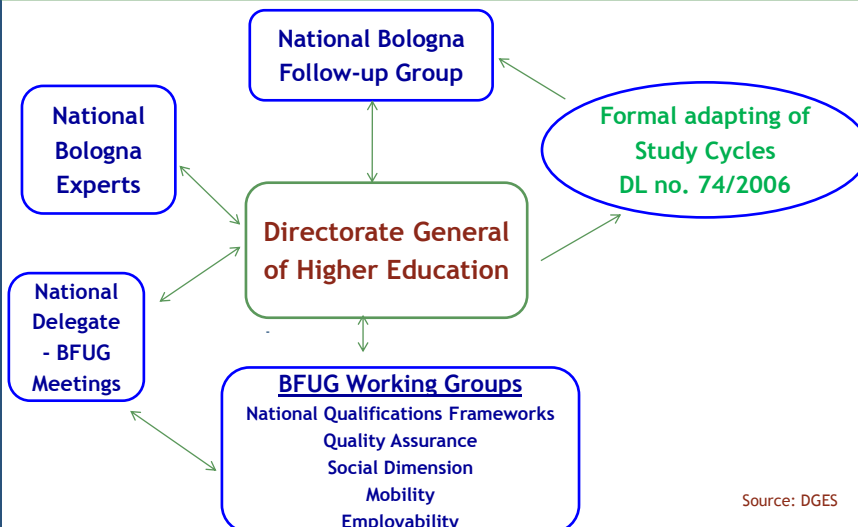 National Bologna
Follow-up Group
National
Bologna
Experts
Formal adapting of
Study Cycles
DL no. 74/2006
Directorate General
of Higher Education
National
Delegate
- BFUG
Meetings
BFUG Working Groups
National Qualifications Frameworks
Quality Assurance
Social Dimension
Mobility
Employability
Source: DGES